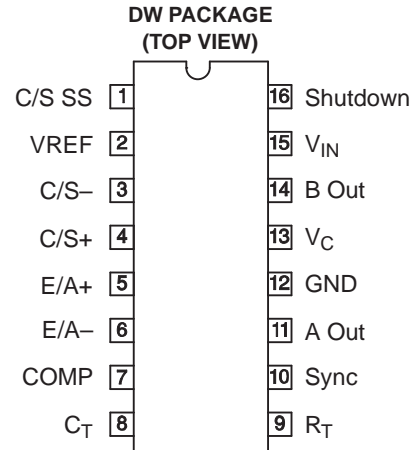 DW PACKAGE
(TOP VIEW)
C/S SS 1 16 Shutdown
VREF 2 15 VIN
C/S– 3 14 B Out
C/S+ 4 13 VC
E/A+ 5 12 GND
E/A– 6 11 A Out
COMP 7 10 Sync
CT 8 9 RT